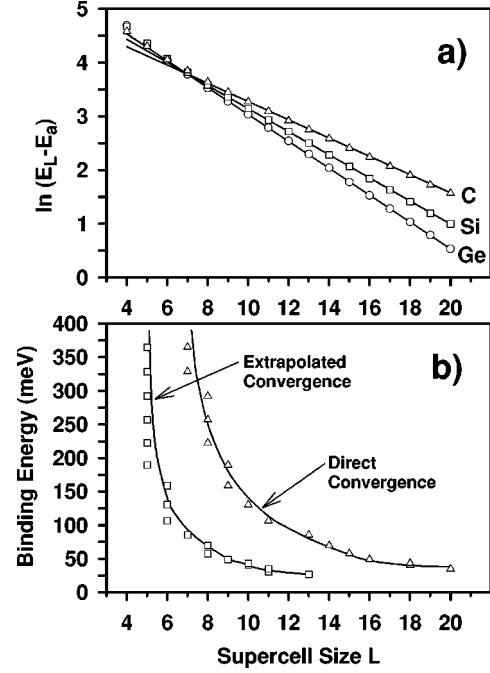 5
4
3
2
1
0
ln (E_L-E_a)
a)
C
Si
Ge
4 6 8 10 12 14 16 18 20
400
350
300
250
200
150
100
50
0
Binding Energy (meV)
b)
Extrapolated
Convergence
Direct
Convergence
4 6 8 10 12 14 16 18 20
Supercell Size L